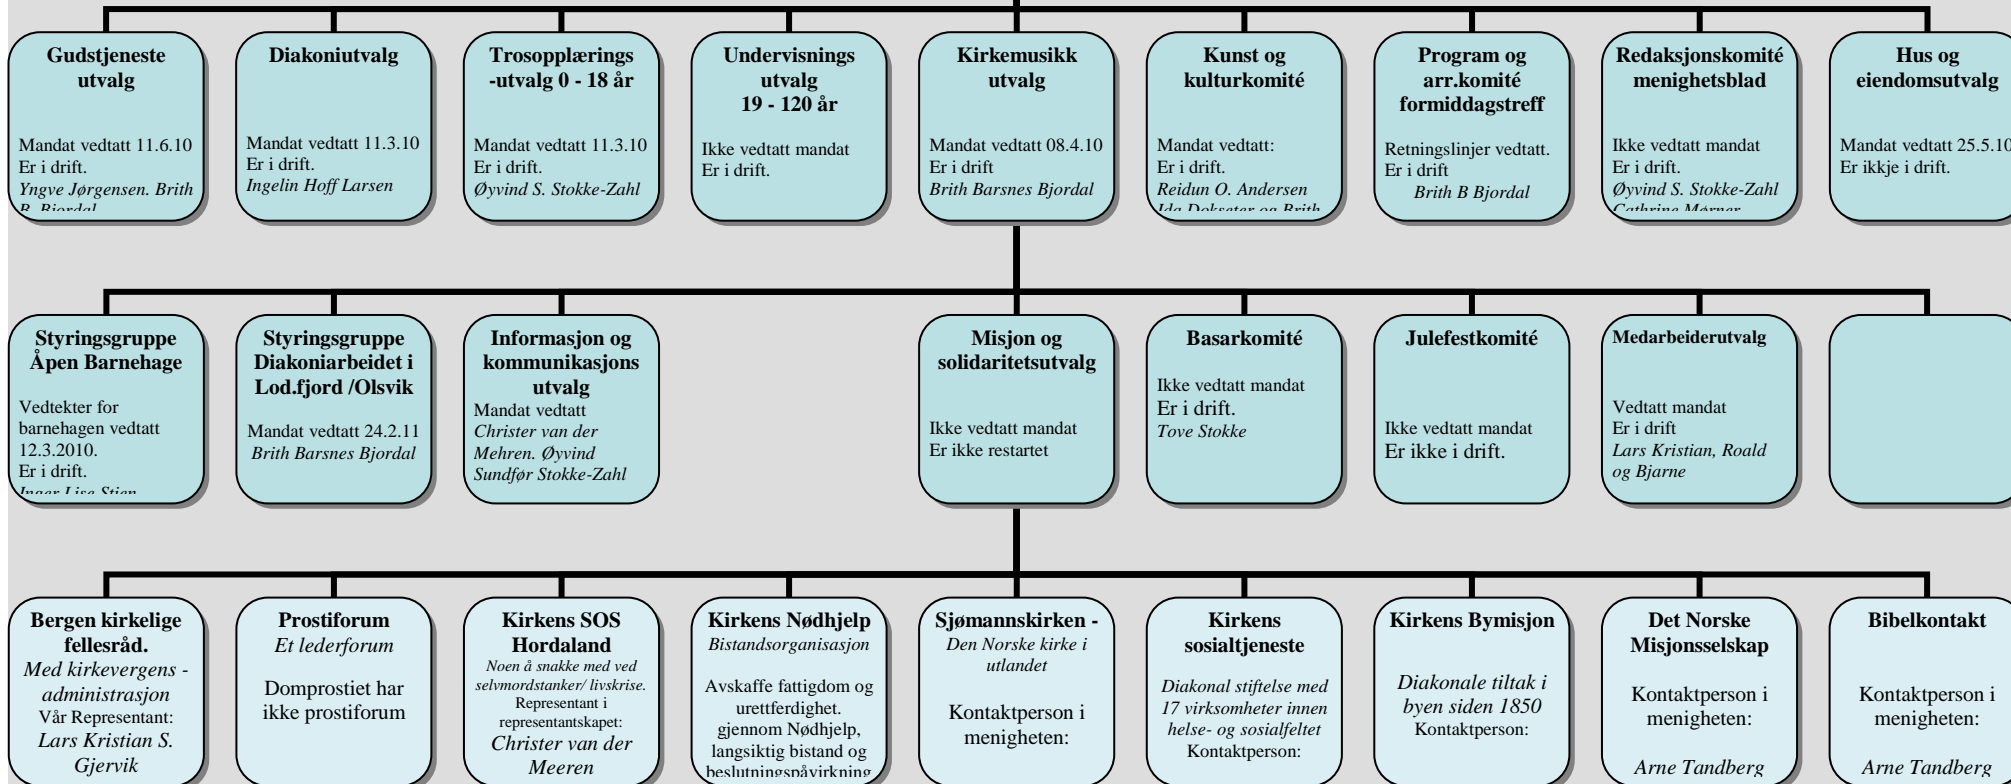 Gudstjeneste
utvalg
Mandat vedtatt 11.6.10
Er i drift.
Yngve Jørgensen. Brith
B. Bjordal
Diakoniutvalg
Mandat vedtatt 11.3.10
Er i drift.
Ingelin Hoff Larsen
Trosopplærings
-utvalg 0 - 18 år
Mandat vedtatt 11.3.10
Er i drift.
Øyvind S. Stokke-Zahl
Undervisnings
utvalg
19 - 120 år
Ikke vedtatt mandat
Er i drift.
Kirkemusikk
utvalg
Mandat vedtatt 08.4.10
Er i drift
Brith Barsnes Bjordal
Kunst og
kulturkomité
Mandat vedtatt:
Er i drift.
Reidun O. Andersen
Ida Dokseter og Brith
Program og
arr.komité
formiddagstreff
Retningslinjer vedtatt.
Er i drift
Brith B Bjordal
Redaksjonskomité
menighetsblad
Ikke vedtatt mandat
Er i drift.
Øyvind S. Stokke-Zahl
Cathrine Mørner
Hus og
eiendomsutvalg
Mandat vedtatt 25.5.10
Er ikkje i drift.
Styringsgruppe
Åpen Barnehage
Vedtekter for
barnehagen vedtatt
12.3.2010.
Er i drift.
Inger Lise Stien
Styringsgruppe
Diakoniarbeidet i
Lod.fjord /Olsvik
Mandat vedtatt 24.2.11
Brith Barsnes Bjordal
Informasjon og
kommunikasjons
utvalg
Mandat vedtatt
Christer van der
Mehren. Øyvind
Sundfør Stokke-Zahl
Misjon og
solidaritetsutvalg
Ikke vedtatt mandat
Er ikke restartet
Basarkomité
Ikke vedtatt mandat
Er i drift.
Tove Stokke
Julefestkomité
Ikke vedtatt mandat
Er ikke i drift.
Medarbeiderutvalg
Vedtatt mandat
Er i drift
Lars Kristian, Roald
og Bjarne
Bergen kirkelige
fellesråd.
Med kirkevergens -
administrasjon
Vår Representant:
Lars Kristian S.
Gjervik
Prostiforum
Et lederforum
Domprostiet har
ikke prostiforum
Kirkens SOS
Hordaland
Noen å snakke med ved
selvmordstanker/ livskrise.
Representant i
representantskapet:
Christer van der
Meeren
Kirkens Nødhjelp
Bistandsorganisasjon
Avskaffe fattigdom og
urettferdighet.
gjennom Nødhjelp,
langsiktig bistand og
beslutningspåvirkning
Sjømannskirken -
Den Norske kirke i
utlandet
Kontaktperson i
menigheten:
Kirkens
sosialtjeneste
Diakonal stiftelse med
17 virksomheter innen
helse- og sosialfeltet
Kontaktperson:
Kirkens Bymisjon
Diakonale tiltak i
byen siden 1850
Kontaktperson:
Det Norske
Misjonsselskap
Kontaktperson i
menigheten:
Arne Tandberg
Bibelkontakt
Kontaktperson i
menigheten:
Arne Tandberg